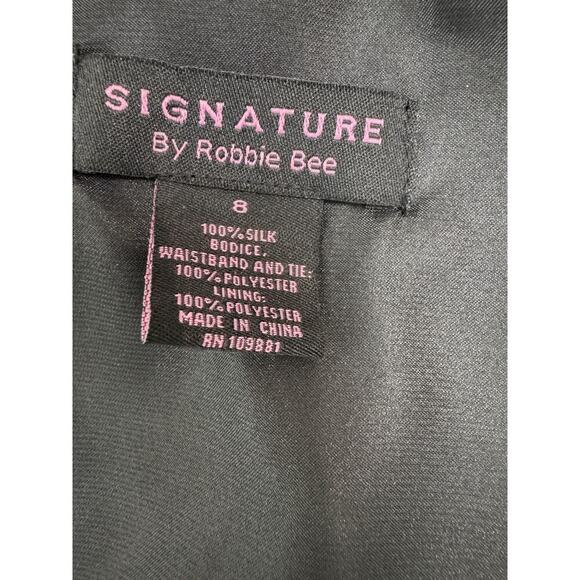 SIGNATURE
By Robbie Bee
8
100% SILK
BODICE,
WAISTBAND AND TIE:
100% POLYESTER
LINING:
100% POLYESTER
MADE IN CHINA
RN 109881